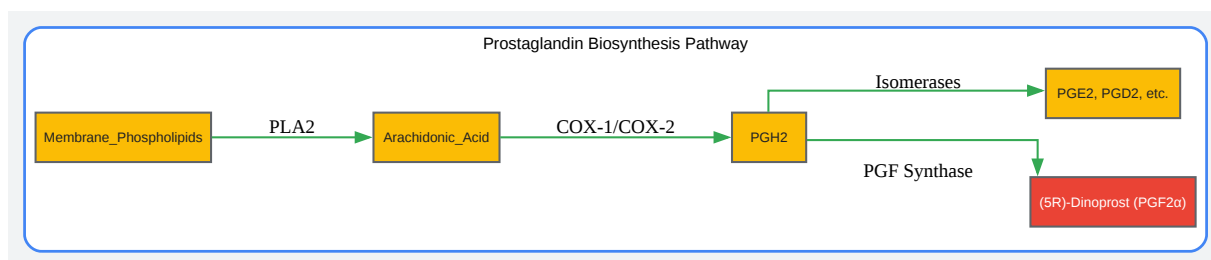 Prostaglandin Biosynthesis Pathway
Membrane_Phospholipids
PLA2
Arachidonic_Acid
COX-1/COX-2
PGH2
Isomerases
PGE2, PGD2, etc.
PGF Synthase
(5R)-Dinoprost (PGF2α)